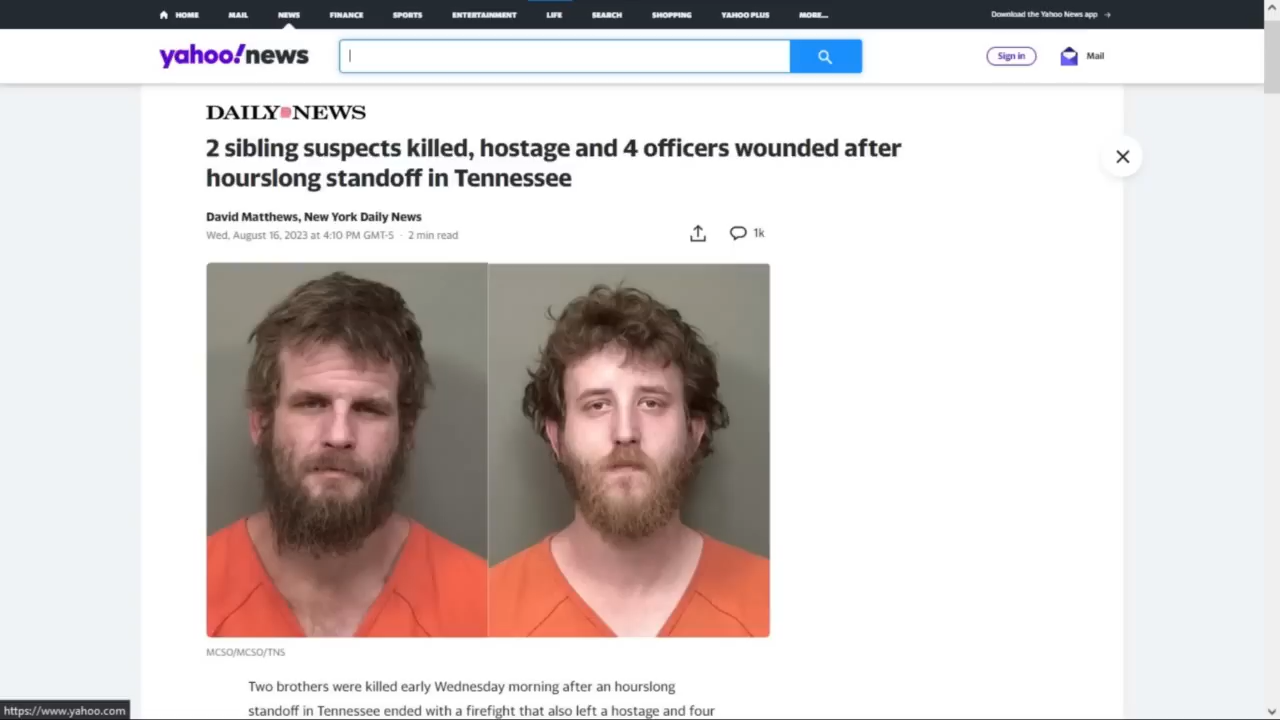 HOME MAIL NEWS FINANCE SPORTS ENTERTAINMENT LIFE SEARCH SHOPPING YAHOO PLUS MORE... Download the Yahoo News app →
yahoo!news
Sign in
Mail
DAILY NEWS
2 sibling suspects killed, hostage and 4 officers wounded after
hourslong standoff in Tennessee
David Matthews, New York Daily News
Wed, August 16, 2023 at 4:10 PM GMT-5 · 2 min read
1k
MCSO/MCSO/TNS
Two brothers were killed early Wednesday morning after an hourslong
standoff in Tennessee ended with a firefight that also left a hostage and four
https://www.yahoo.com